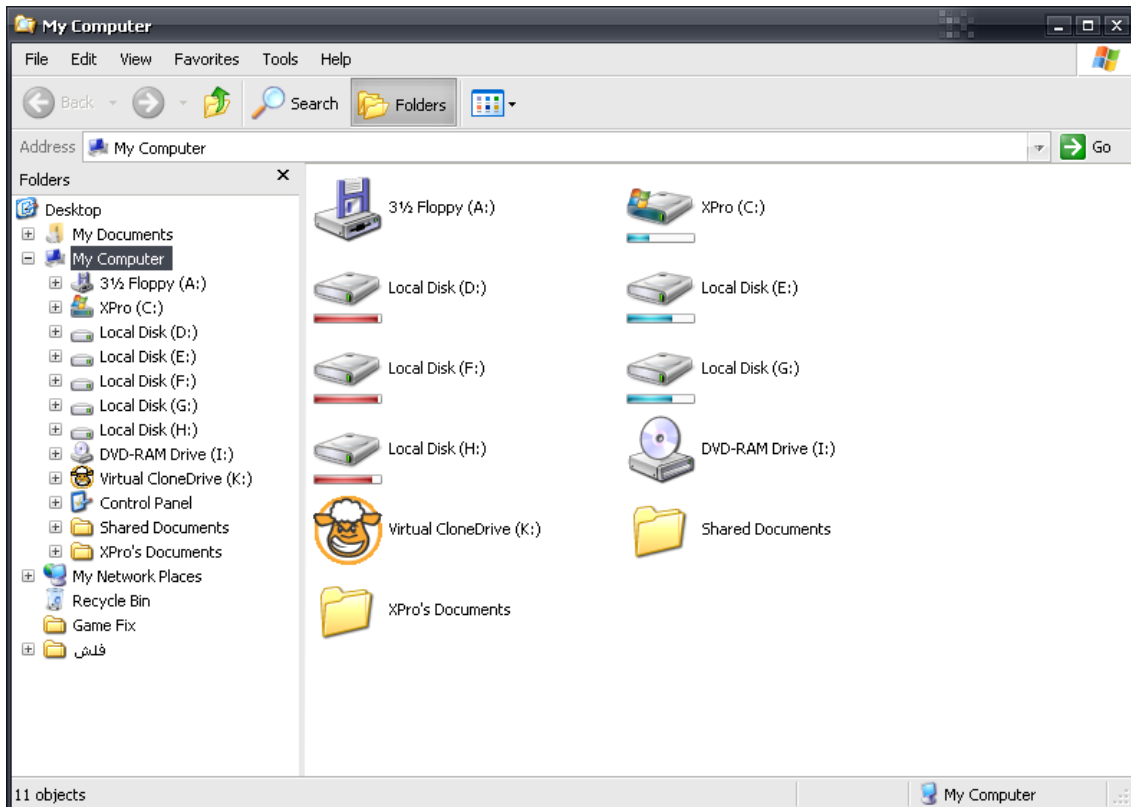 My Computer
File Edit View Favorites Tools Help
Back Search Folders
Address My Computer Go
Folders
Desktop
My Documents
My Computer
3½ Floppy (A:)
XPro (C:)
Local Disk (D:)
Local Disk (E:)
Local Disk (F:)
Local Disk (G:)
Local Disk (H:)
DVD-RAM Drive (I:)
Virtual CloneDrive (K:)
Control Panel
Shared Documents
XPro's Documents
My Network Places
Recycle Bin
Game Fix
فلش
3½ Floppy (A:) XPro (C:)
Local Disk (D:) Local Disk (E:)
Local Disk (F:) Local Disk (G:)
Local Disk (H:) DVD-RAM Drive (I:)
Virtual CloneDrive (K:) Shared Documents
XPro's Documents
11 objects My Computer